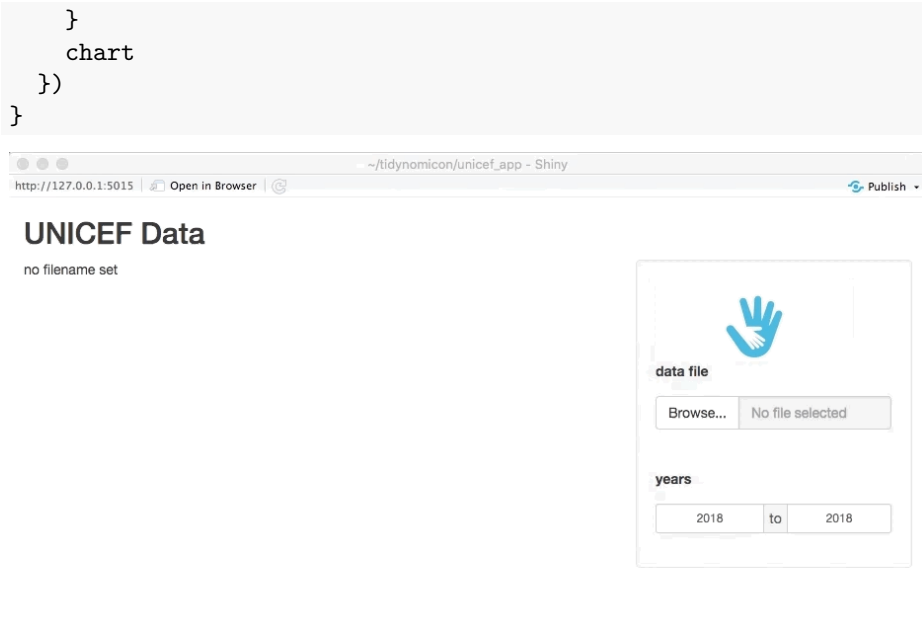 }
chart
})
}
~/tidynomicon/unicef_app - Shiny
http://127.0.0.1:5015 Open in Browser Publish
UNICEF Data
no filename set
data file
Browse... No file selected
years
2018 to 2018